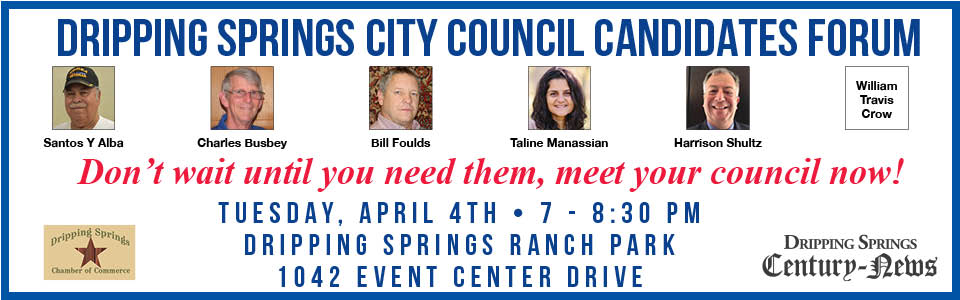 DRIPPING SPRINGS CITY COUNCIL CANDIDATES FORUM
William
Travis
Crow
Santos Y Alba
Charles Busbey
Bill Foulds
Taline Manassian
Harrison Shultz
Don't wait until you need them, meet your council now!
TUESDAY, APRIL 4TH • 7 - 8:30 PM
DRIPPING SPRINGS RANCH PARK
1042 EVENT CENTER DRIVE
Dripping Springs
Chamber of Commerce
DRIPPING SPRINGS
Century-News